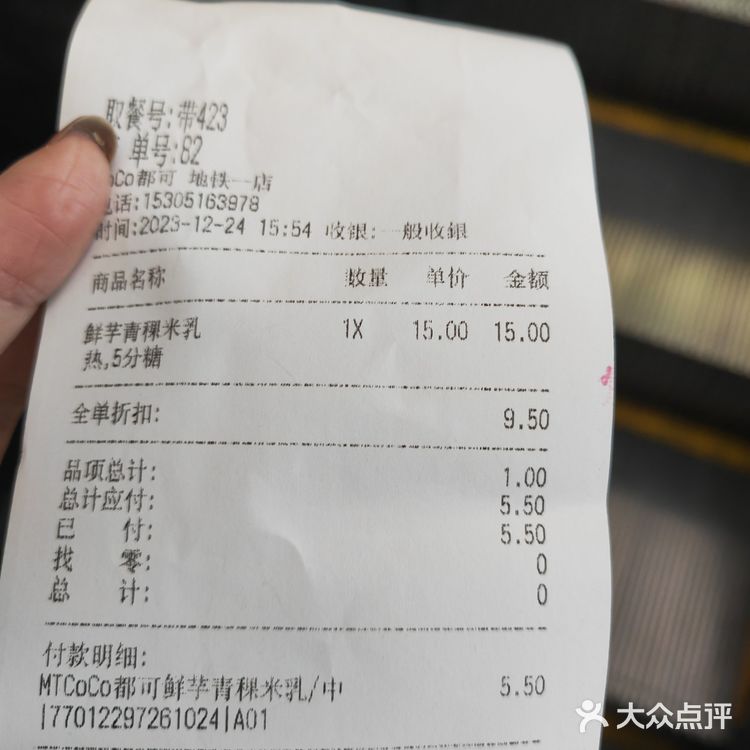 取餐号:带423
单号:82
CoCo都可 地铁一店
电话:15305163978
时间:2023-12-24 15:54 收银:一般收银
商品名称 数量 单价 金额
鲜芋青稞米乳 1X 15.00 15.00
热,5分糖
全单折扣: 9.50
品项总计: 1.00
总计应付: 5.50
已 付: 5.50
找 零: 0
总 计: 0
付款明细:
MTCoCo都可鲜芋青稞米乳/中 5.50
|77012297261024|A01
大众点评